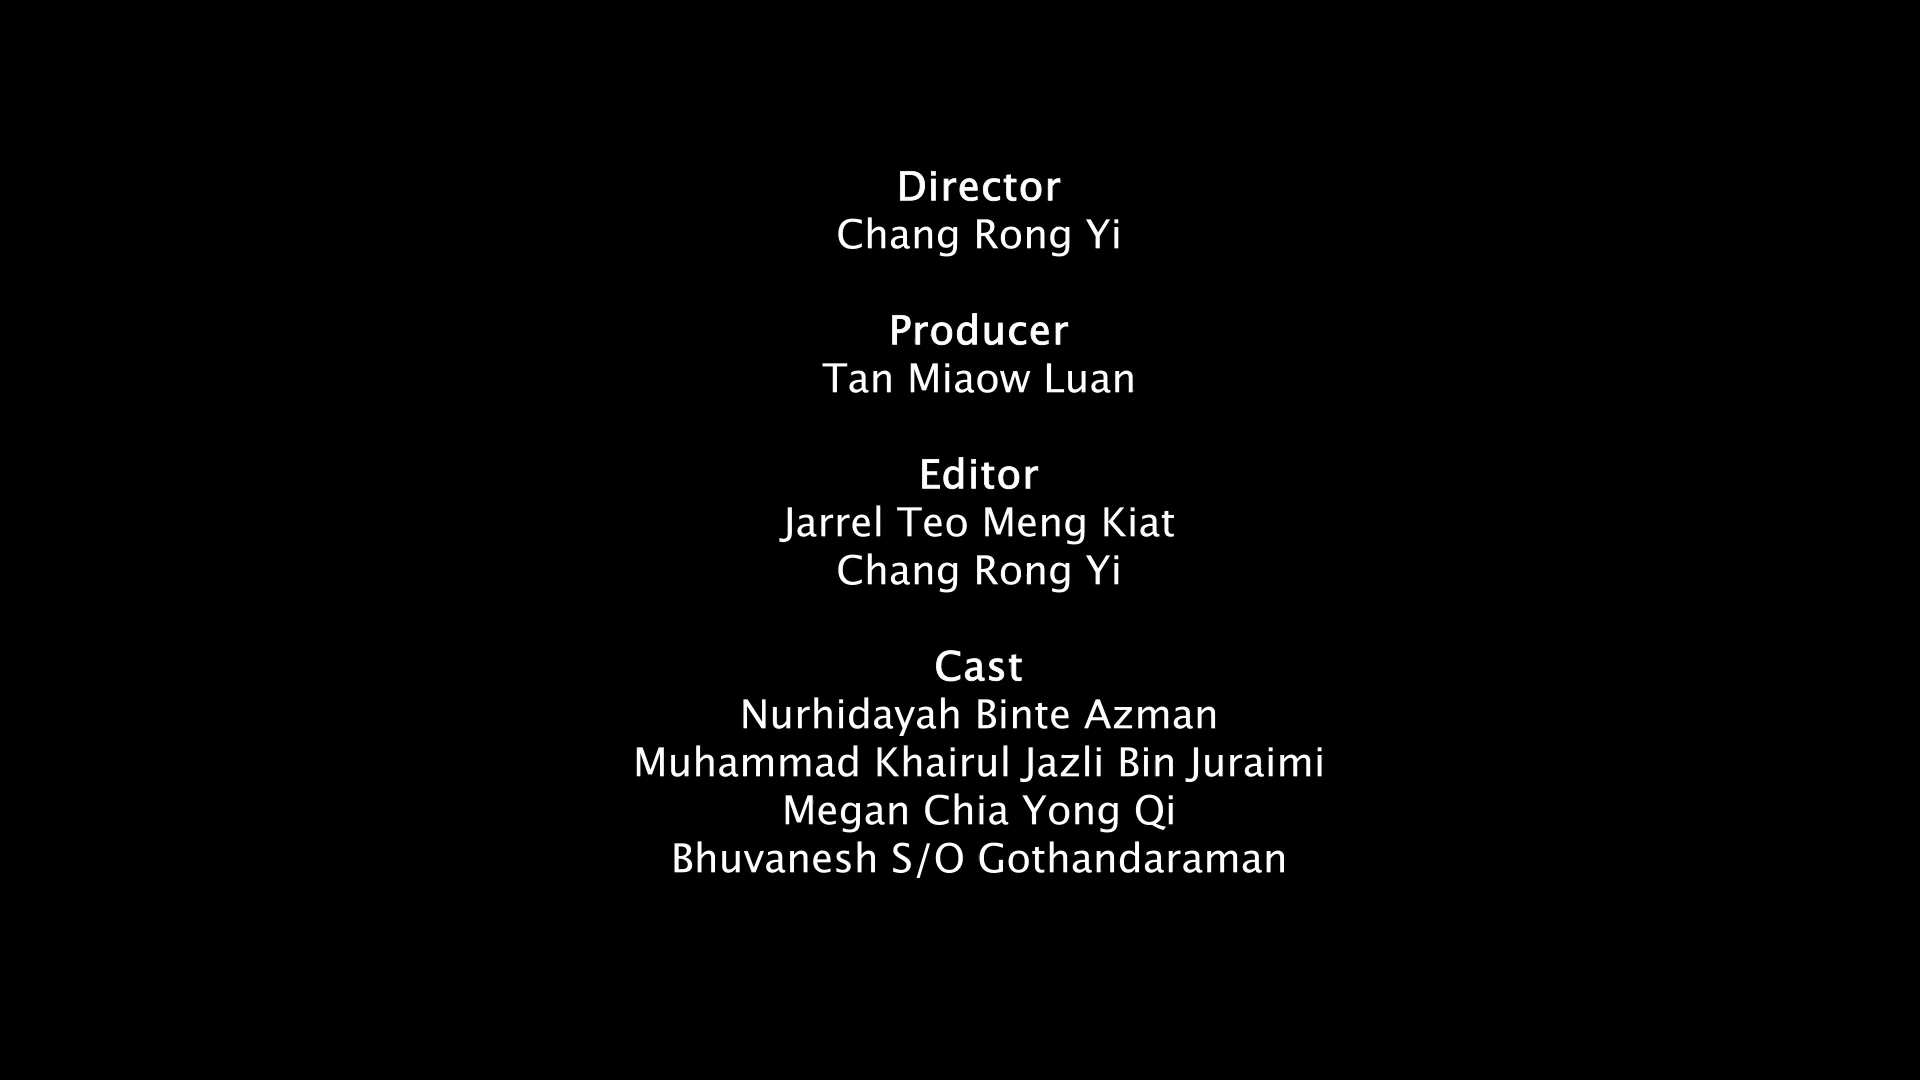 Director
Chang Rong Yi
Producer
Tan Miaow Luan
Editor
Jarrel Teo Meng Kiat
Chang Rong Yi
Cast
Nurhidayah Binte Azman
Muhammad Khairul Jazli Bin Juraimi
Megan Chia Yong Qi
Bhuvanesh S/O Gothandaraman